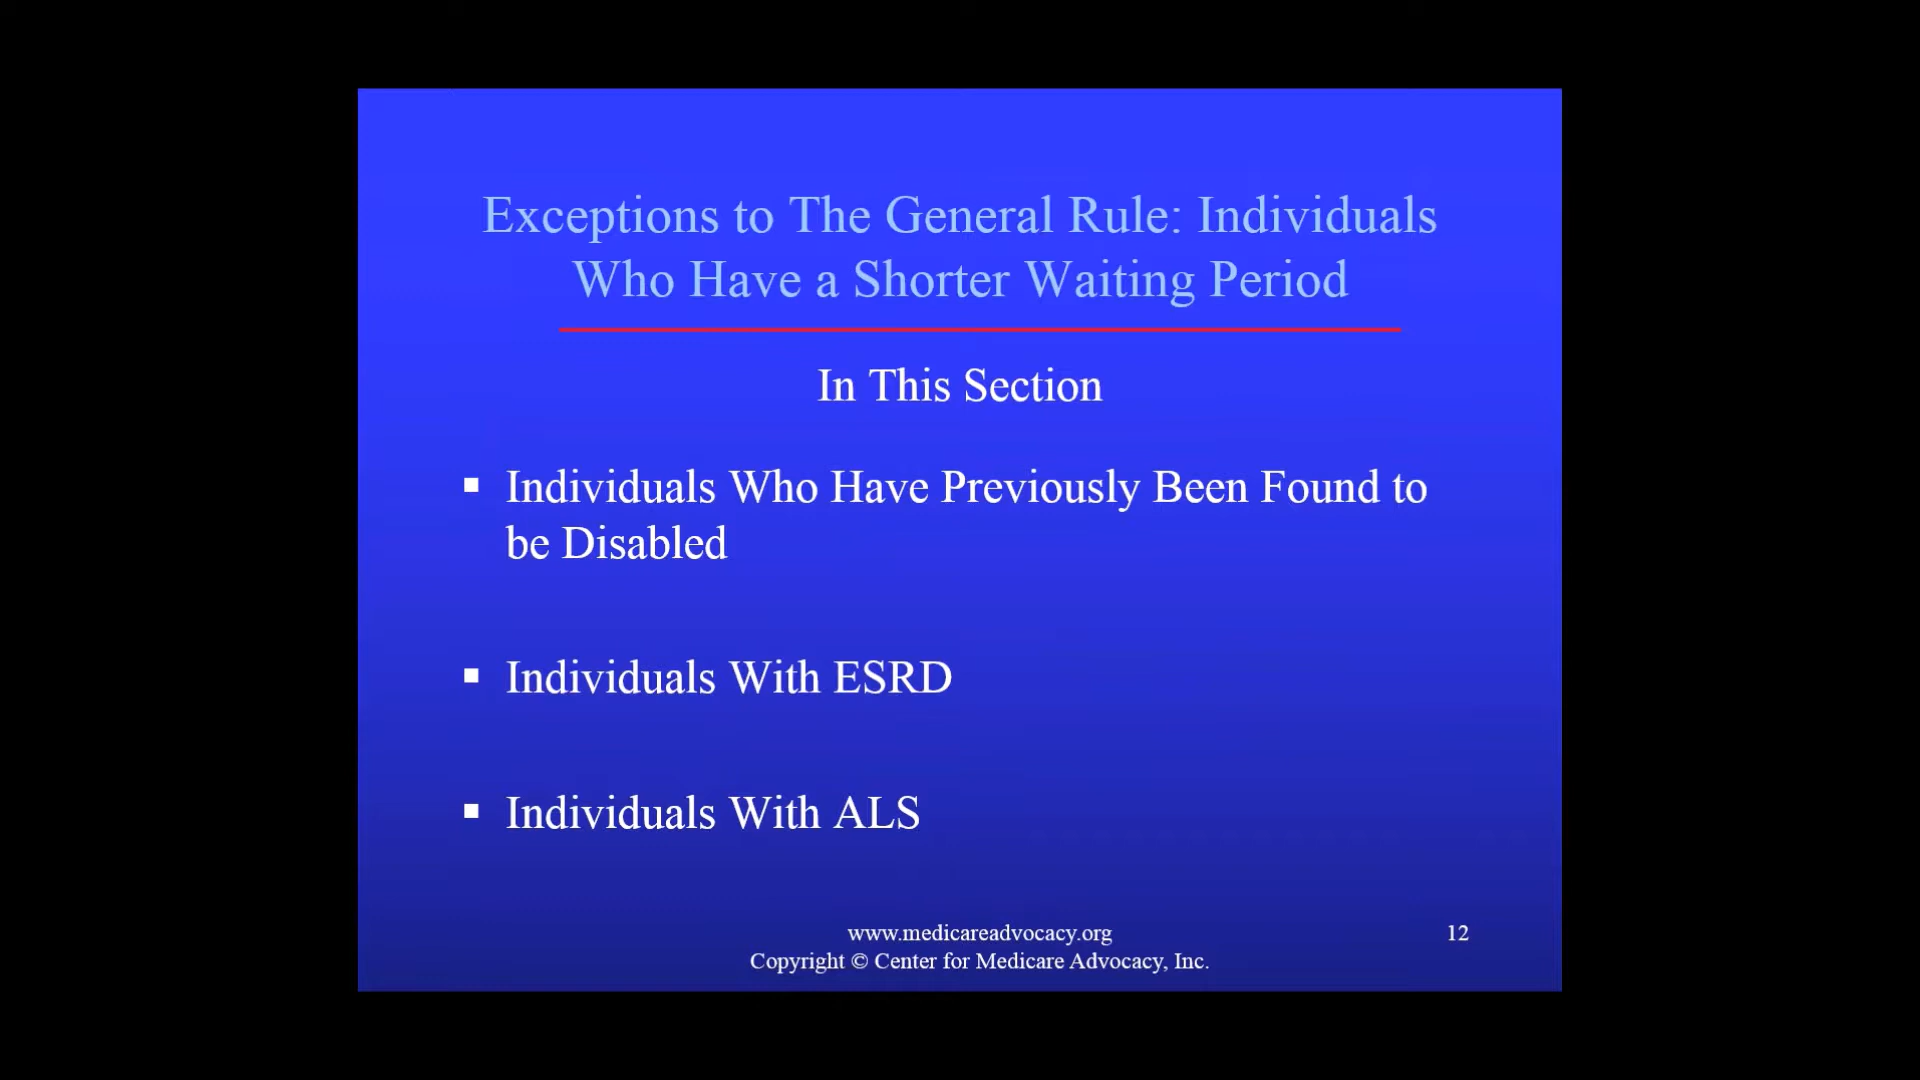 Exceptions to The General Rule: Individuals
Who Have a Shorter Waiting Period
In This Section
▪ Individuals Who Have Previously Been Found to
be Disabled
▪ Individuals With ESRD
▪ Individuals With ALS
www.medicareadvocacy.org
12
Copyright © Center for Medicare Advocacy, Inc.